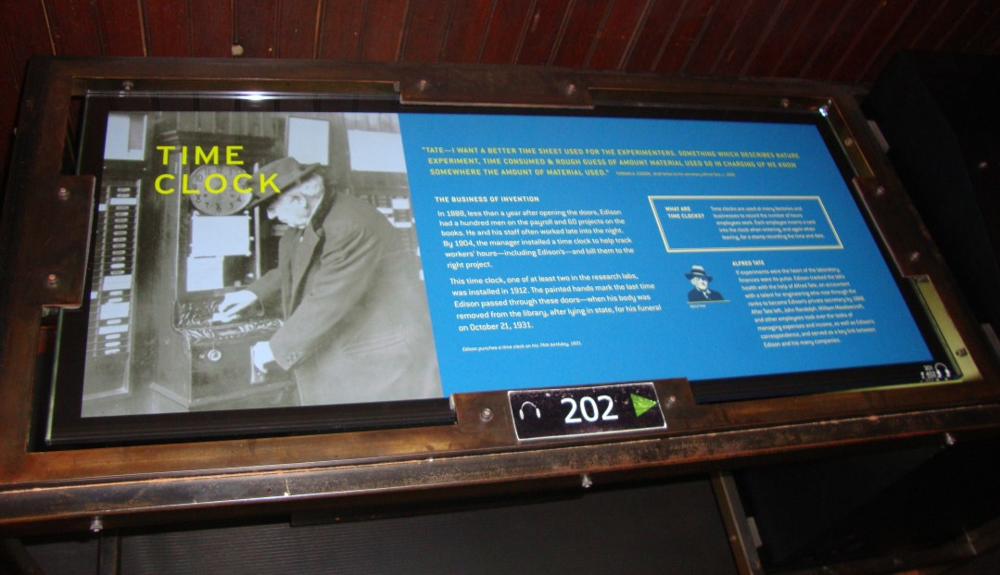 TIME
CLOCK
"TATE—I WANT A BETTER TIME SHEET USED FOR THE EXPERIMENTERS. SOMETHING WHICH DESCRIBES NATURE
EXPERIMENT, TIME CONSUMED & ROUGH GUESS OF AMOUNT MATERIAL USED SO IN CHARGING UP WE KNOW
SOMEWHERE THE AMOUNT OF MATERIAL USED."
THE BUSINESS OF INVENTION
In 1888, less than a year after opening the doors, Edison
had a hundred men on the payroll and 60 projects on the
books. He and his staff often worked late into the night.
By 1904, the manager installed a time clock to help track
workers' hours—including Edison's—and bill them to the
right project.
This time clock, one of at least two in the research labs,
was installed in 1912. The painted hands mark the last time
Edison passed through these doors—when his body was
removed from the library, after lying in state, for his funeral
on October 21, 1931.
Edison punches a time clock on his 74th birthday, 1921.
WHAT ARE
TIME CLOCKS?
Time clocks are used at many factories and
businesses to record the number of hours
employees work. Each employee inserts a card
into the clock when entering, and again when
leaving, for a stamp recording the time and date.
ALFRED TATE
If experiments were the heart of the laboratory,
finances were its pulse. Edison tracked the lab's
health with the help of Alfred Tate, an accountant
with a talent for engineering who rose through the
ranks to become Edison's private secretary by
After Tate left, John Randolph, William Meadowcroft,
and other employees took over the tasks of
managing expenses and income, as well as Edison's
correspondence, and served as a key link between
Edison and his many companies.
Alfred Tate
202